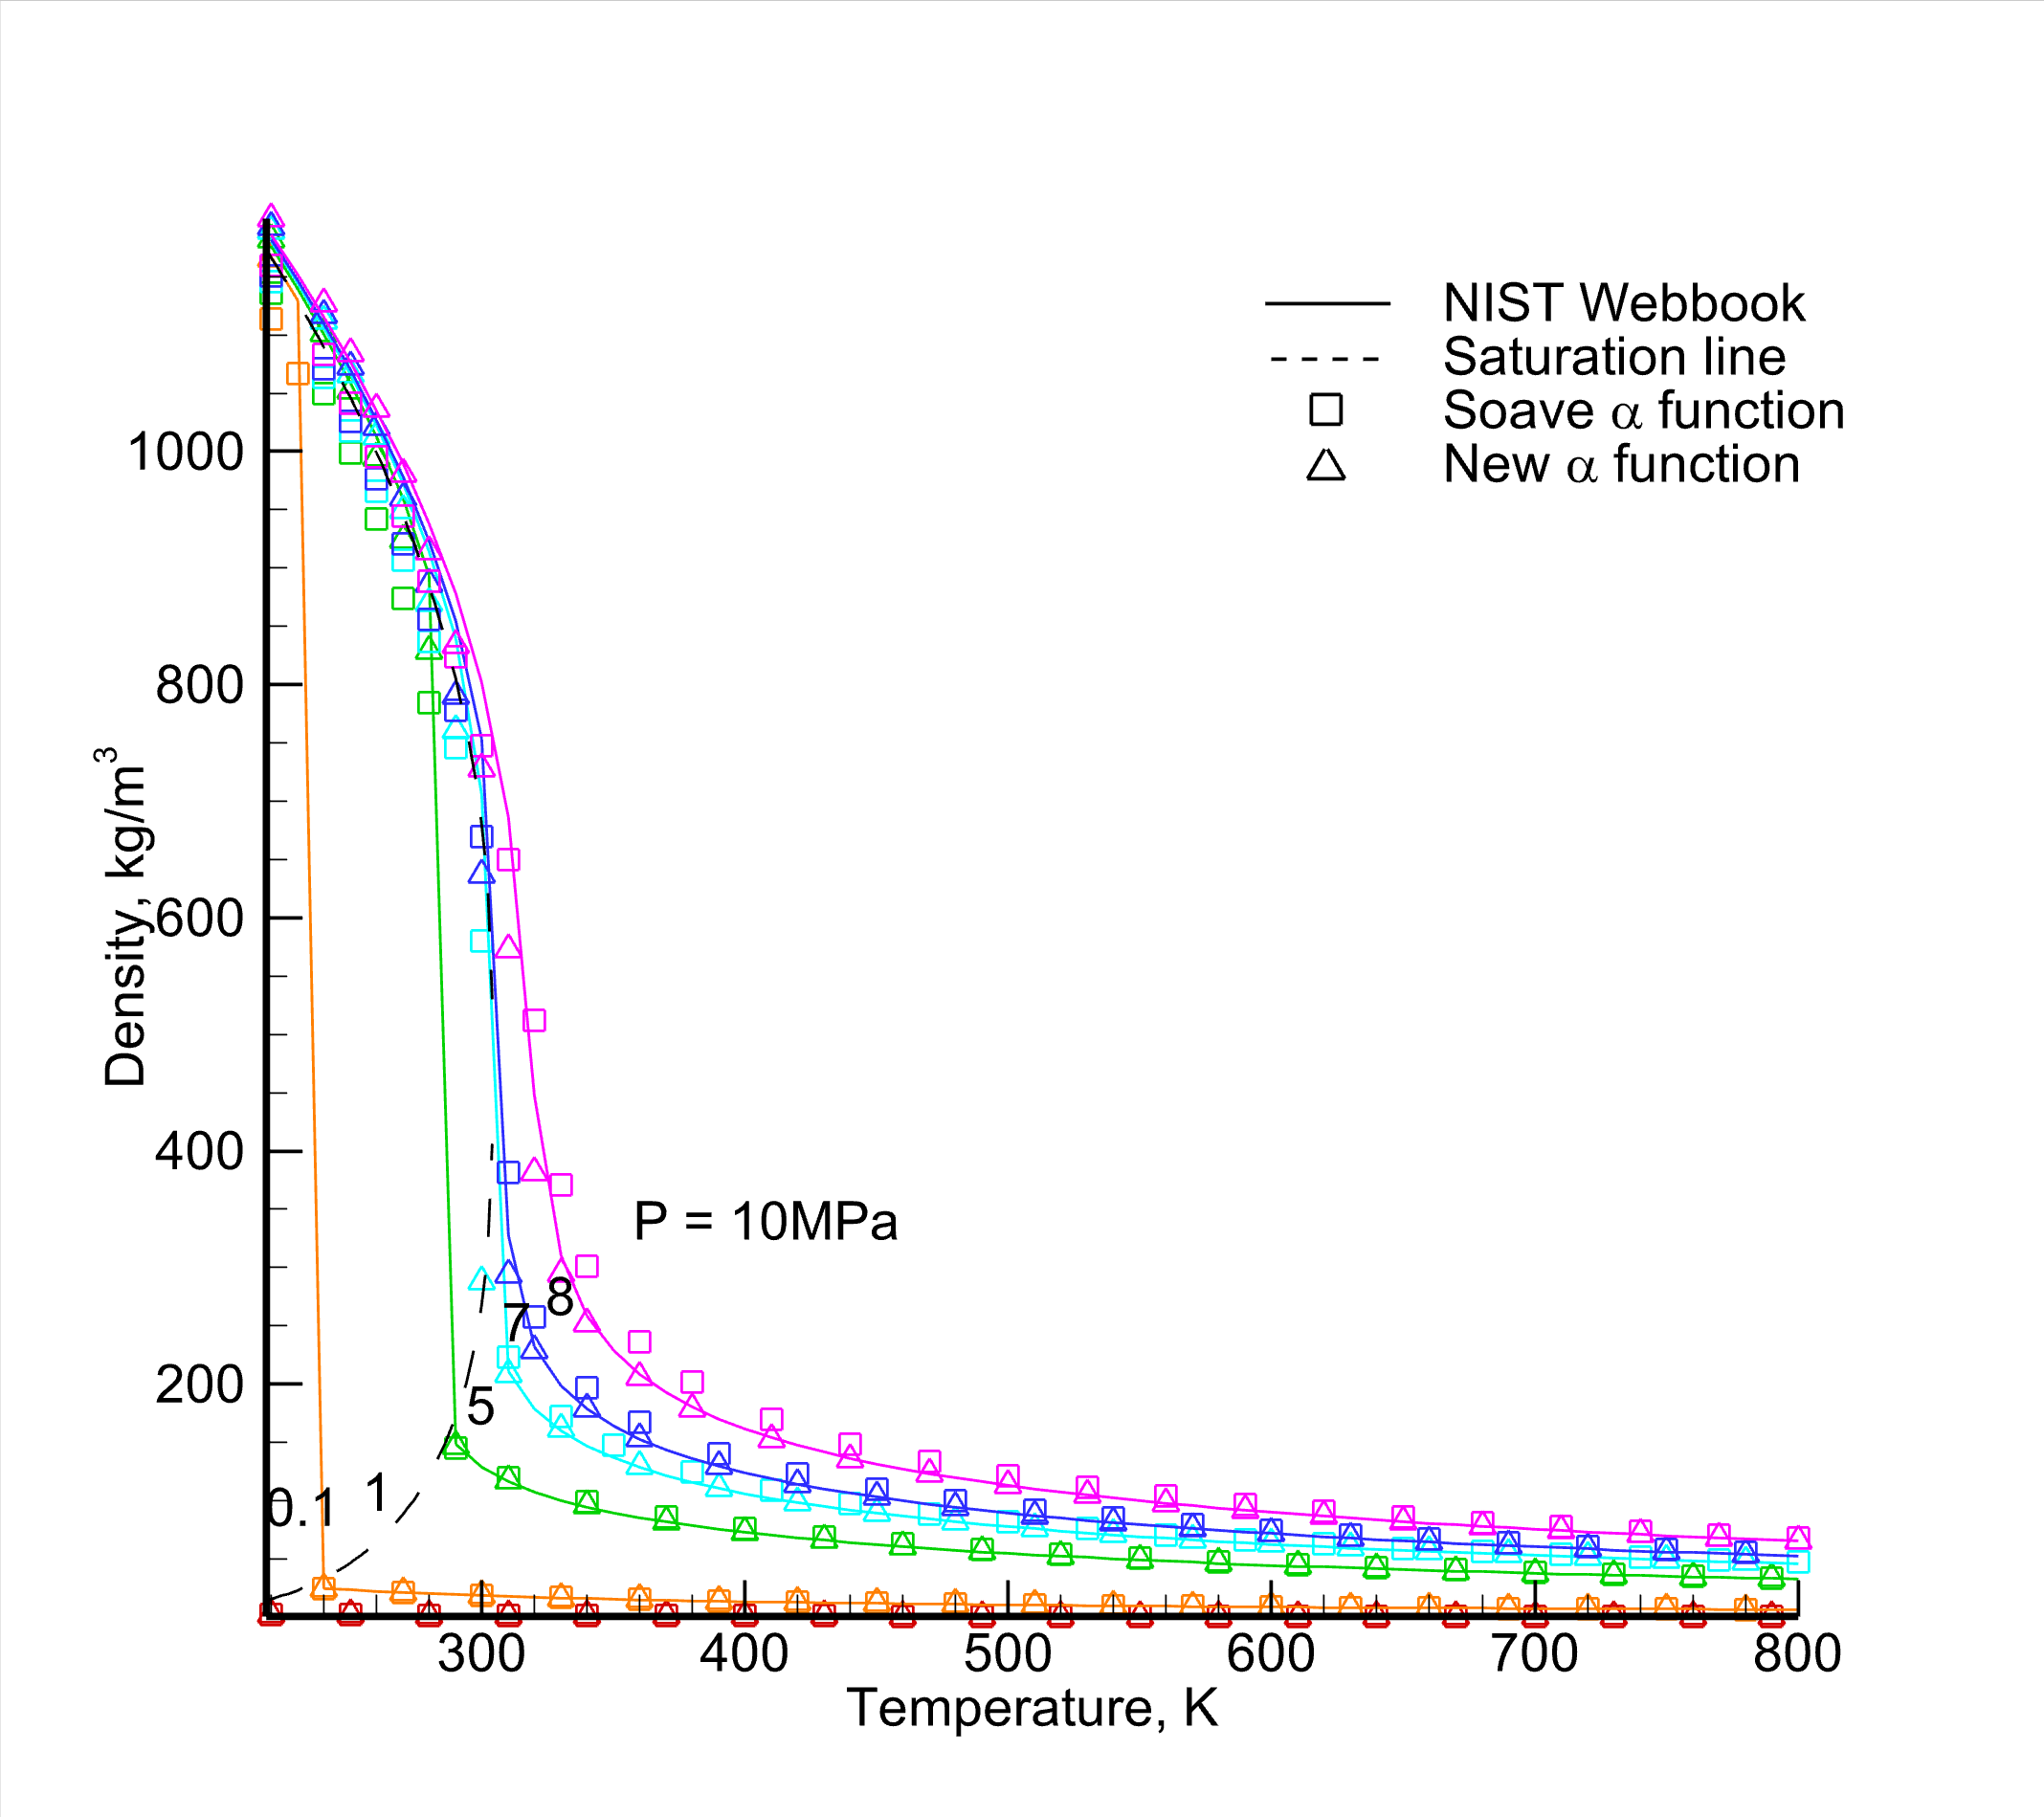 NIST Webbook
Saturation line
Soave α function
New α function
1000
800
600
400
200
Density, kg/m³
P = 10MPa
8
7
5
1
0.1
300 400 500 600 700 800
Temperature, K